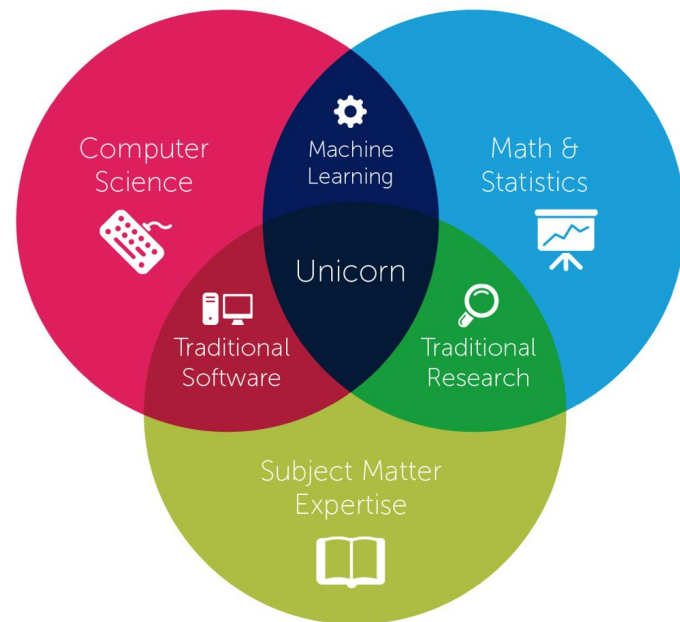 Computer
Science
Machine
Learning
Math &
Statistics
Unicorn
Traditional
Software
Traditional
Research
Subject Matter
Expertise